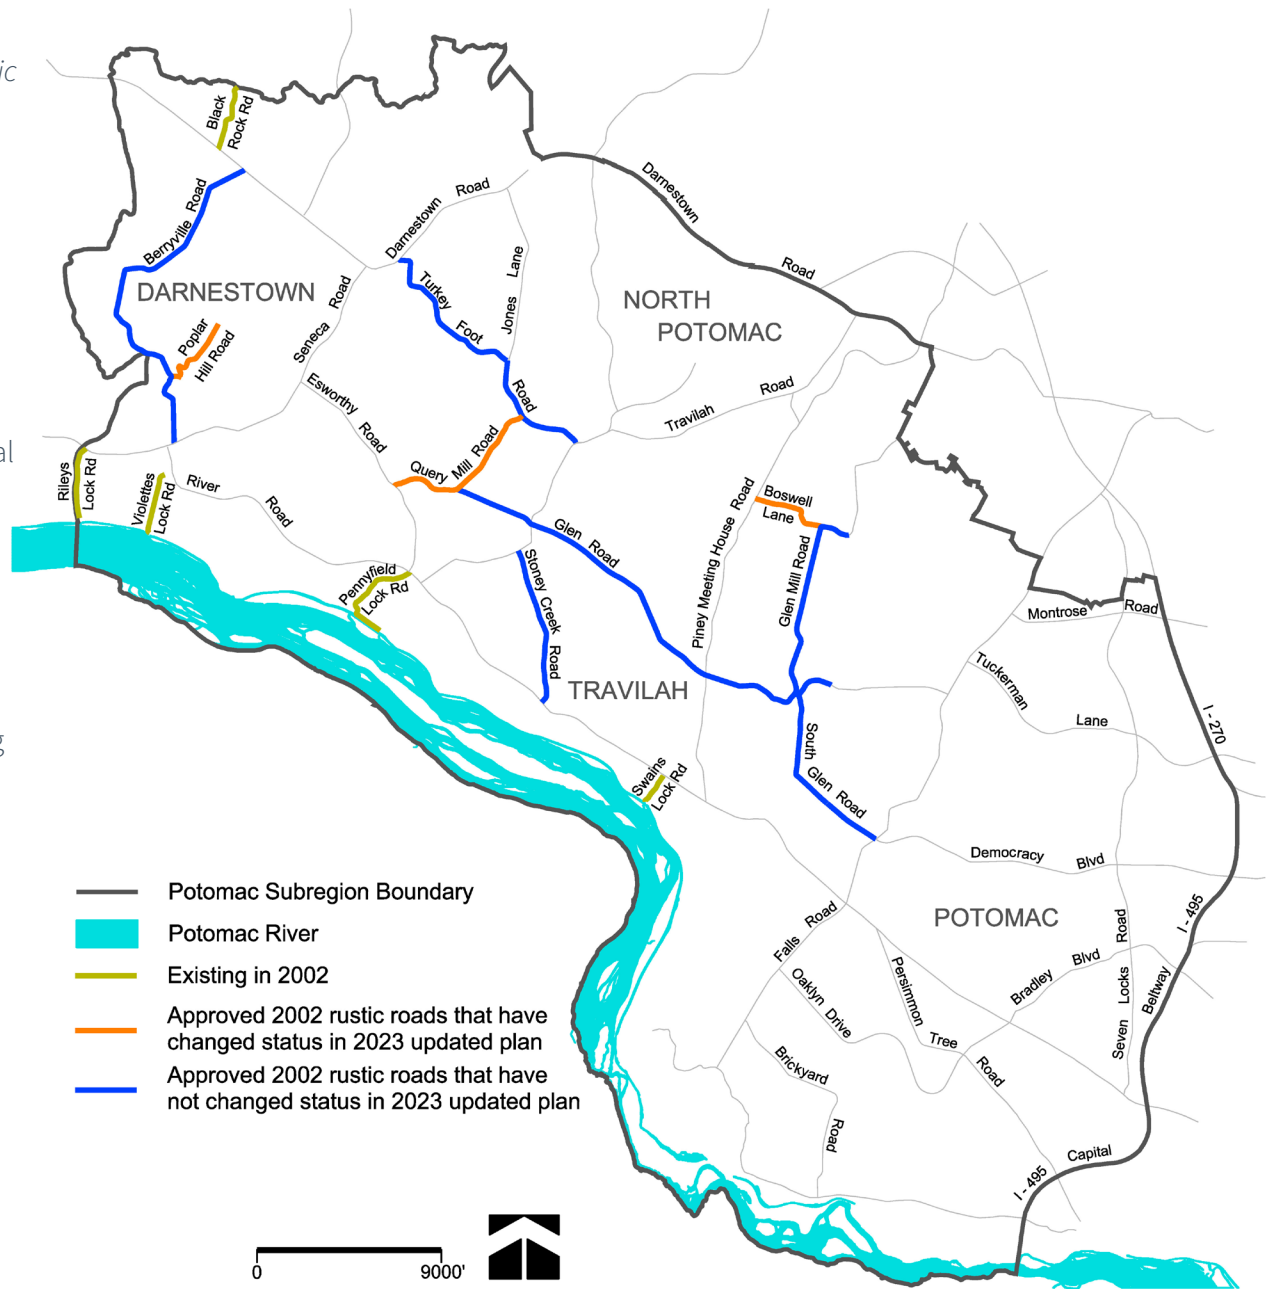 ic
al
g
Black
Rock Rd
Berryville Road
DARNESTOWN
Poplar
Hill Road
Seneca Road
Darnestown Road
Turkey Foot Road
Jones Lane
Esworthy Road
Query Mill Road
NORTH
POTOMAC
Darnestown Road
Travilah Road
Rileys
Lock Rd
Violettes
Lock Rd
River Road
Pennyfield
Lock Rd
Glen Road
Stoney Creek Road
TRAVILAH
Piney Meeting House Road
Boswell
Lane
Glen Mill Road
South Glen Road
Swains
Lock Rd
Montrose Road
Tuckerman Lane
I - 270
Democracy Blvd
POTOMAC
I - 495
Falls Road
Persimmon Tree Road
Oaklyn Drive
Bradley Blvd
Seven Locks Road
Beltway
Brickyard Road
Capital
I - 495
Potomac Subregion Boundary
Potomac River
Existing in 2002
Approved 2002 rustic roads that have
changed status in 2023 updated plan
Approved 2002 rustic roads that have
not changed status in 2023 updated plan
0 9000'